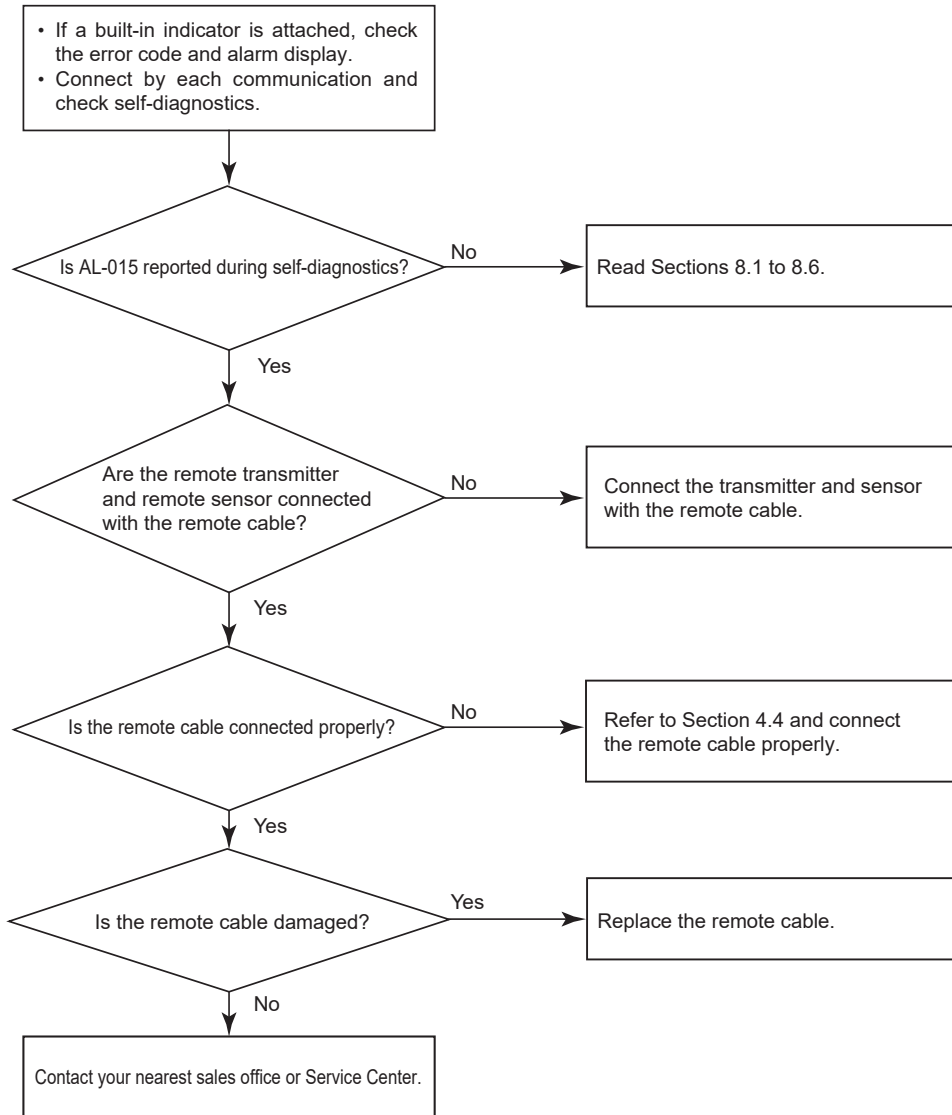 • If a built-in indicator is attached, check
the error code and alarm display.
• Connect by each communication and
check self-diagnostics.
Is AL-015 reported during self-diagnostics?
No
Read Sections 8.1 to 8.6.
Yes
Are the remote transmitter
and remote sensor connected
with the remote cable?
No
Connect the transmitter and sensor
with the remote cable.
Yes
Is the remote cable connected properly?
No
Refer to Section 4.4 and connect
the remote cable properly.
Yes
Is the remote cable damaged?
Yes
Replace the remote cable.
No
Contact your nearest sales office or Service Center.